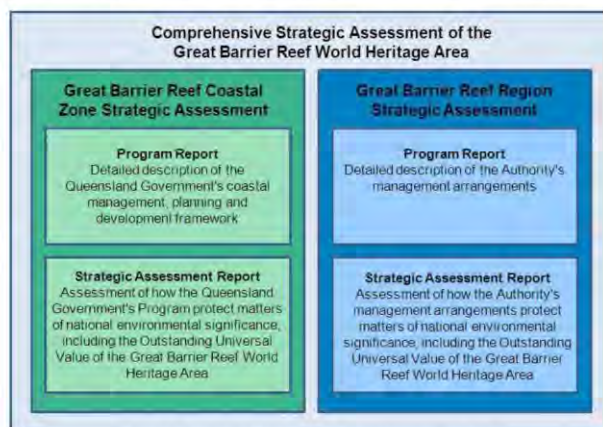 Comprehensive Strategic Assessment of the
Great Barrier Reef World Heritage Area
Great Barrier Reef Coastal
Zone Strategic Assessment
Program Report
Detailed description of the
Queensland Government's coastal
management, planning and
development framework
Strategic Assessment Report
Assessment of how the Queensland
Government's Program protect matters
of national environmental significance,
including the Outstanding Universal
Value of the Great Barrier Reef World
Heritage Area
Great Barrier Reef Region
Strategic Assessment
Program Report
Detailed description of the Authority's
management arrangements
Strategic Assessment Report
Assessment of how the Authority's
management arrangements protect
matters of national environmental
significance, including the Outstanding
Universal Value of the Great Barrier
Reef World Heritage Area